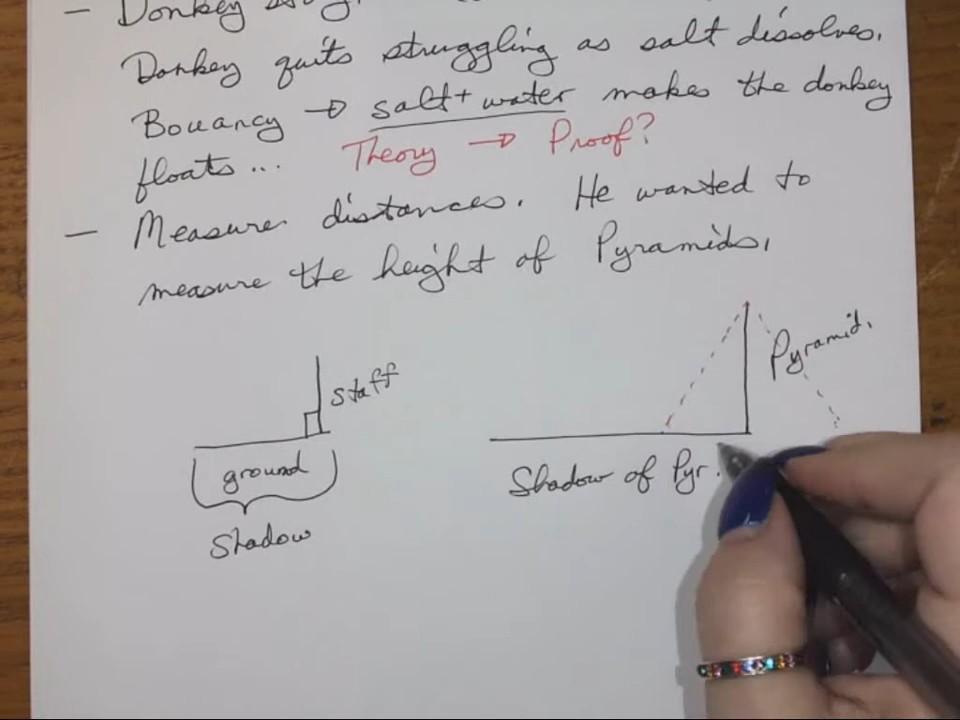 – Donkey
Donkey quits struggling as salt dissolves.
Bouancy → salt + water makes the donkey
floats... Theory → Proof?
– Measure distances. He wanted to
measure the height of Pyramids.
Pyramid.
staff
ground
Shadow of Pyr.
Shadow